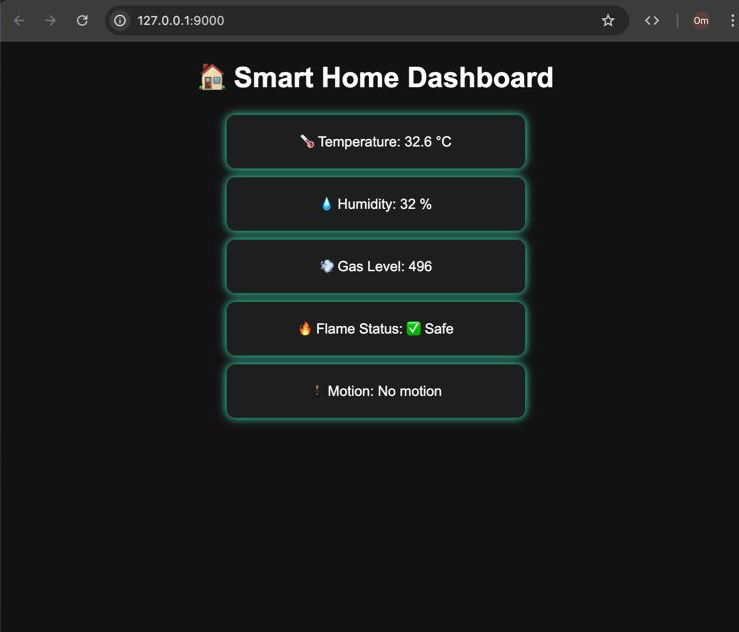 127.0.0.1:9000
Om
🏠 Smart Home Dashboard
🌡️ Temperature: 32.6 °C
💧 Humidity: 32 %
💨 Gas Level: 496
🔥 Flame Status: ✅ Safe
Motion: No motion